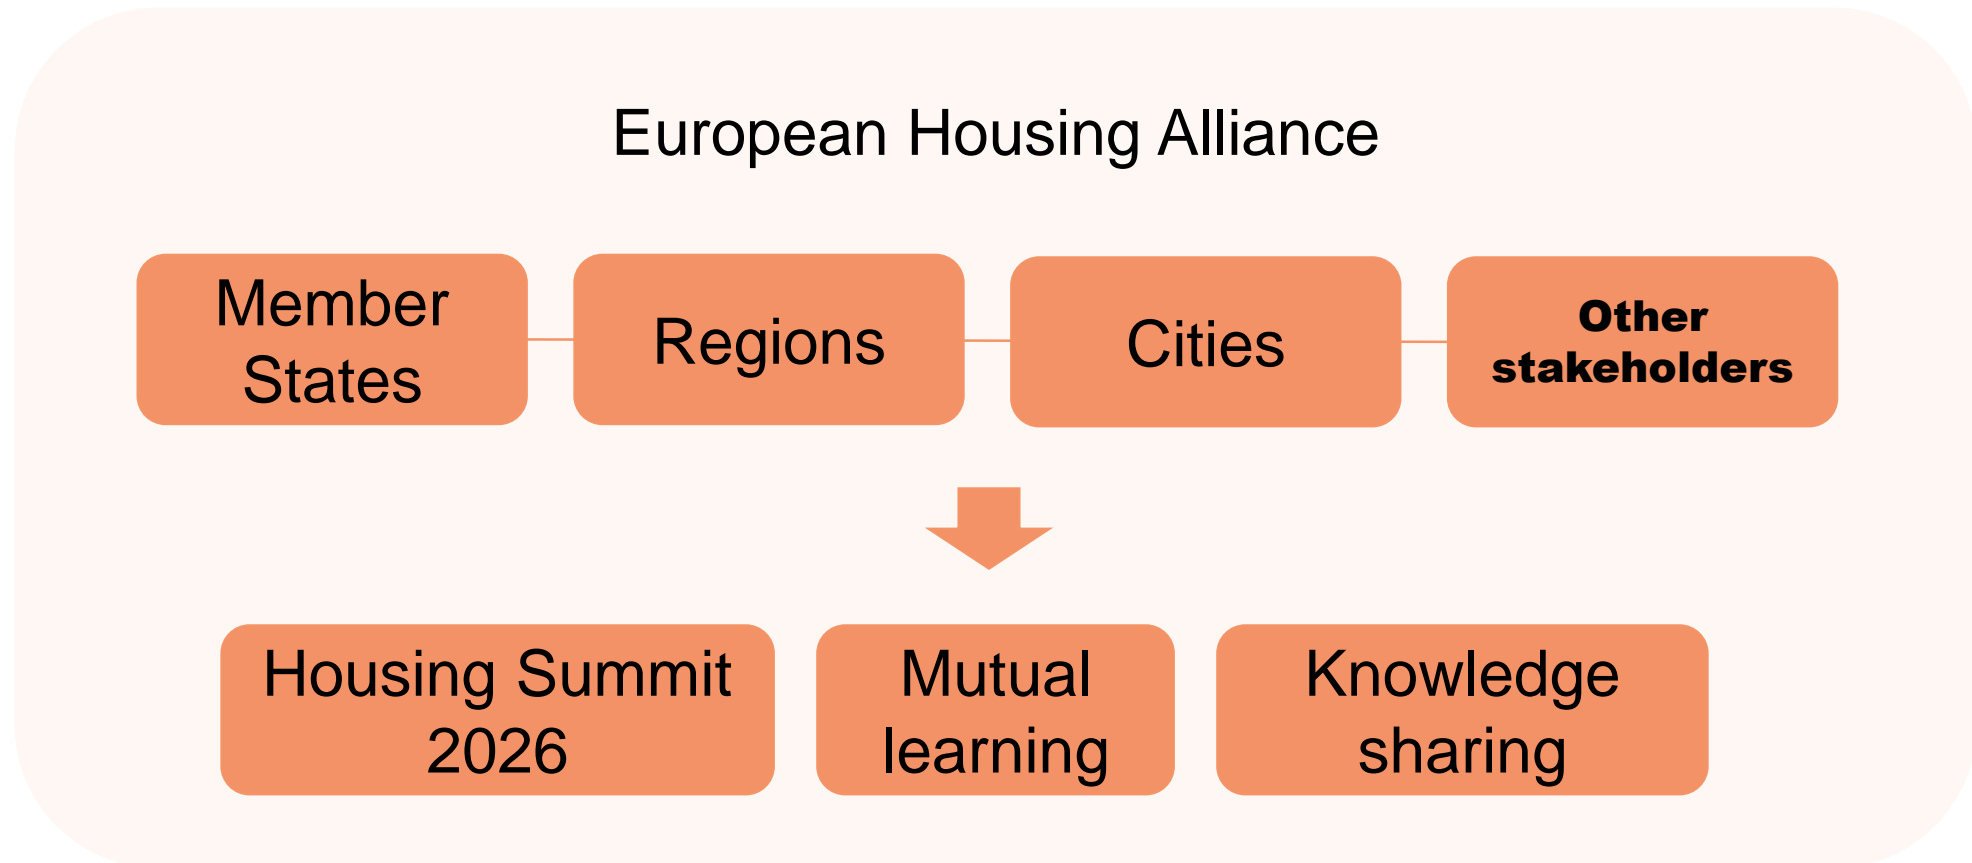 European Housing Alliance
Member
States
Regions
Cities
Other
stakeholders
Housing Summit
2026
Mutual
learning
Knowledge
sharing